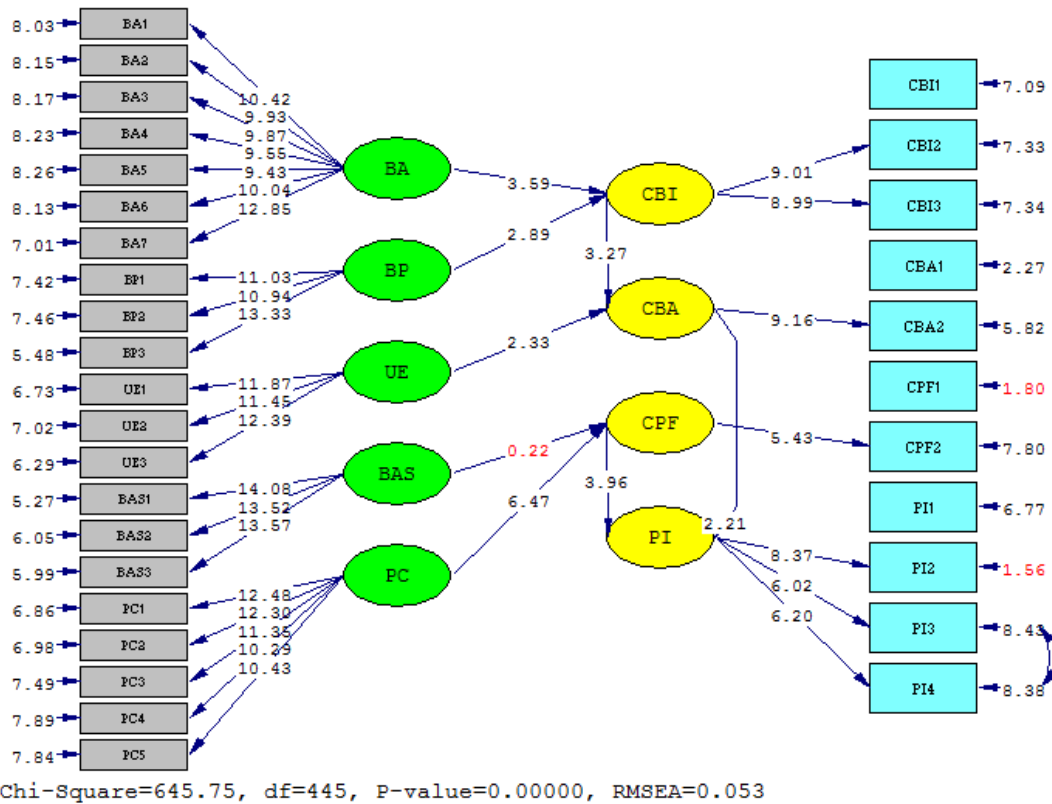 8.03 BA1
8.15 BA2
8.17 BA3
8.23 BA4
8.26 BA5
8.13 BA6
7.01 BA7
7.42 BP1
7.46 BP2
5.48 BP3
6.73 UE1
7.02 UE2
6.29 UE3
5.27 BAS1
6.05 BAS2
5.99 BAS3
6.86 PC1
6.98 PC2
7.49 PC3
7.89 PC4
7.84 PC5
10.42
9.93
9.87
9.55
9.43
10.04
12.85
11.03
10.94
13.33
11.87
11.45
12.39
14.08
13.52
13.57
12.48
12.30
11.35
10.29
10.43
BA
BP
UE
BAS
PC
3.59
2.89
2.33
0.22
6.47
CBI
3.27
CBA
CPF
3.96
PI
2.21
9.01
8.99
9.16
5.43
8.37
6.02
6.20
CBI1 7.09
CBI2 7.33
CBI3 7.34
CBA1 2.27
CBA2 5.82
CPF1 1.80
CPF2 7.80
PI1 6.77
PI2 1.56
PI3 8.43
PI4 8.38
Chi-Square=645.75, df=445, P-value=0.00000, RMSEA=0.053